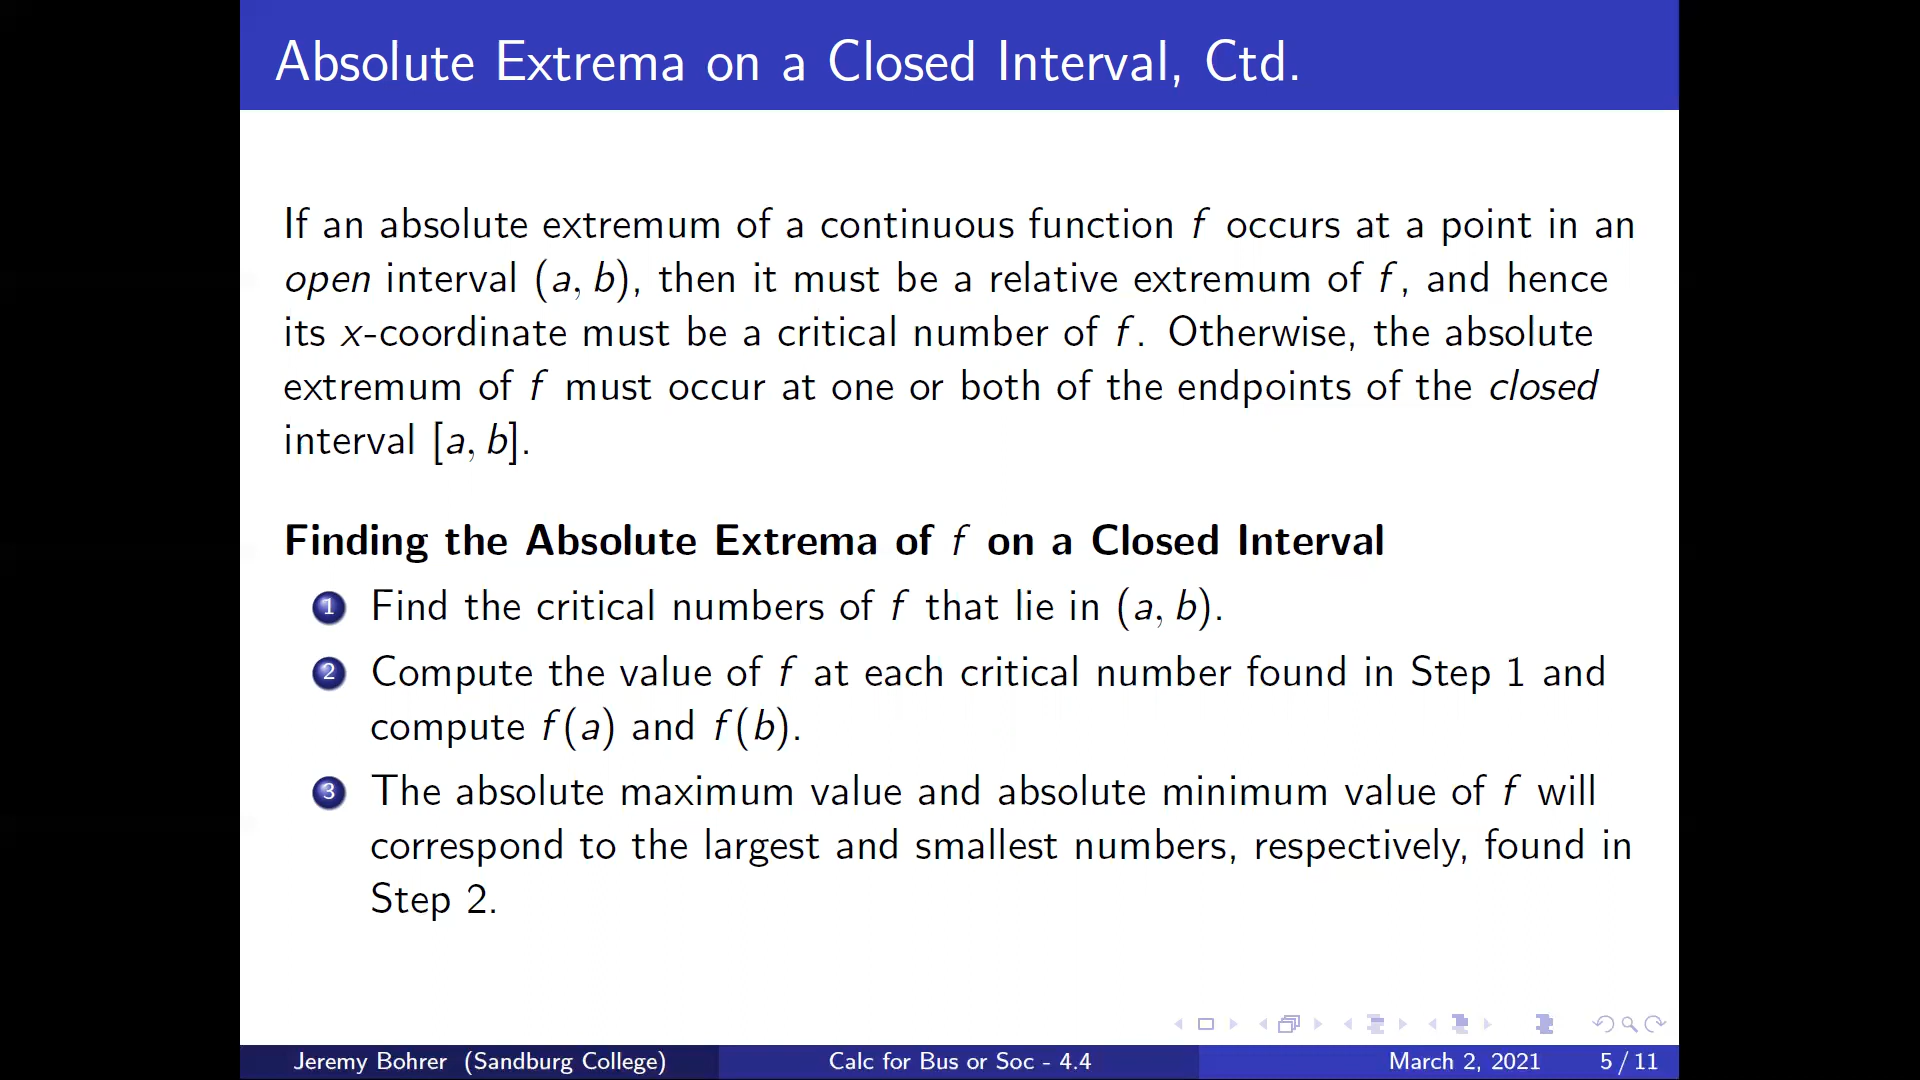 Absolute Extrema on a Closed Interval, Ctd.
If an absolute extremum of a continuous function f occurs at a point in an
open interval (a, b), then it must be a relative extremum of f, and hence
its x-coordinate must be a critical number of f. Otherwise, the absolute
extremum of f must occur at one or both of the endpoints of the closed
interval [a, b].
Finding the Absolute Extrema of f on a Closed Interval
1 Find the critical numbers of f that lie in (a, b).
2 Compute the value of f at each critical number found in Step 1 and
compute f(a) and f(b).
3 The absolute maximum value and absolute minimum value of f will
correspond to the largest and smallest numbers, respectively, found in
Step 2.
Jeremy Bohrer (Sandburg College) Calc for Bus or Soc - 4.4 March 2, 2021 5 / 11